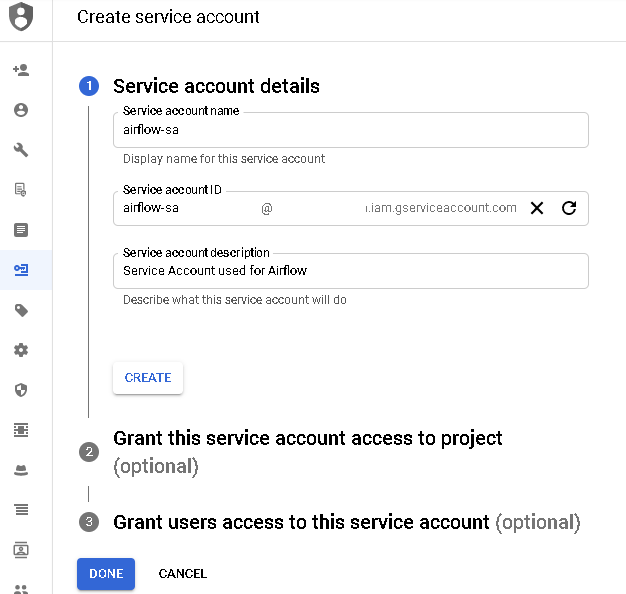 Create service account
1 Service account details
Service account name
airflow-sa
Display name for this service account
Service account ID
airflow-sa @ .iam.gserviceaccount.com
Service account description
Service Account used for Airflow
Describe what this service account will do
CREATE
2 Grant this service account access to project
(optional)
3 Grant users access to this service account (optional)
DONE CANCEL